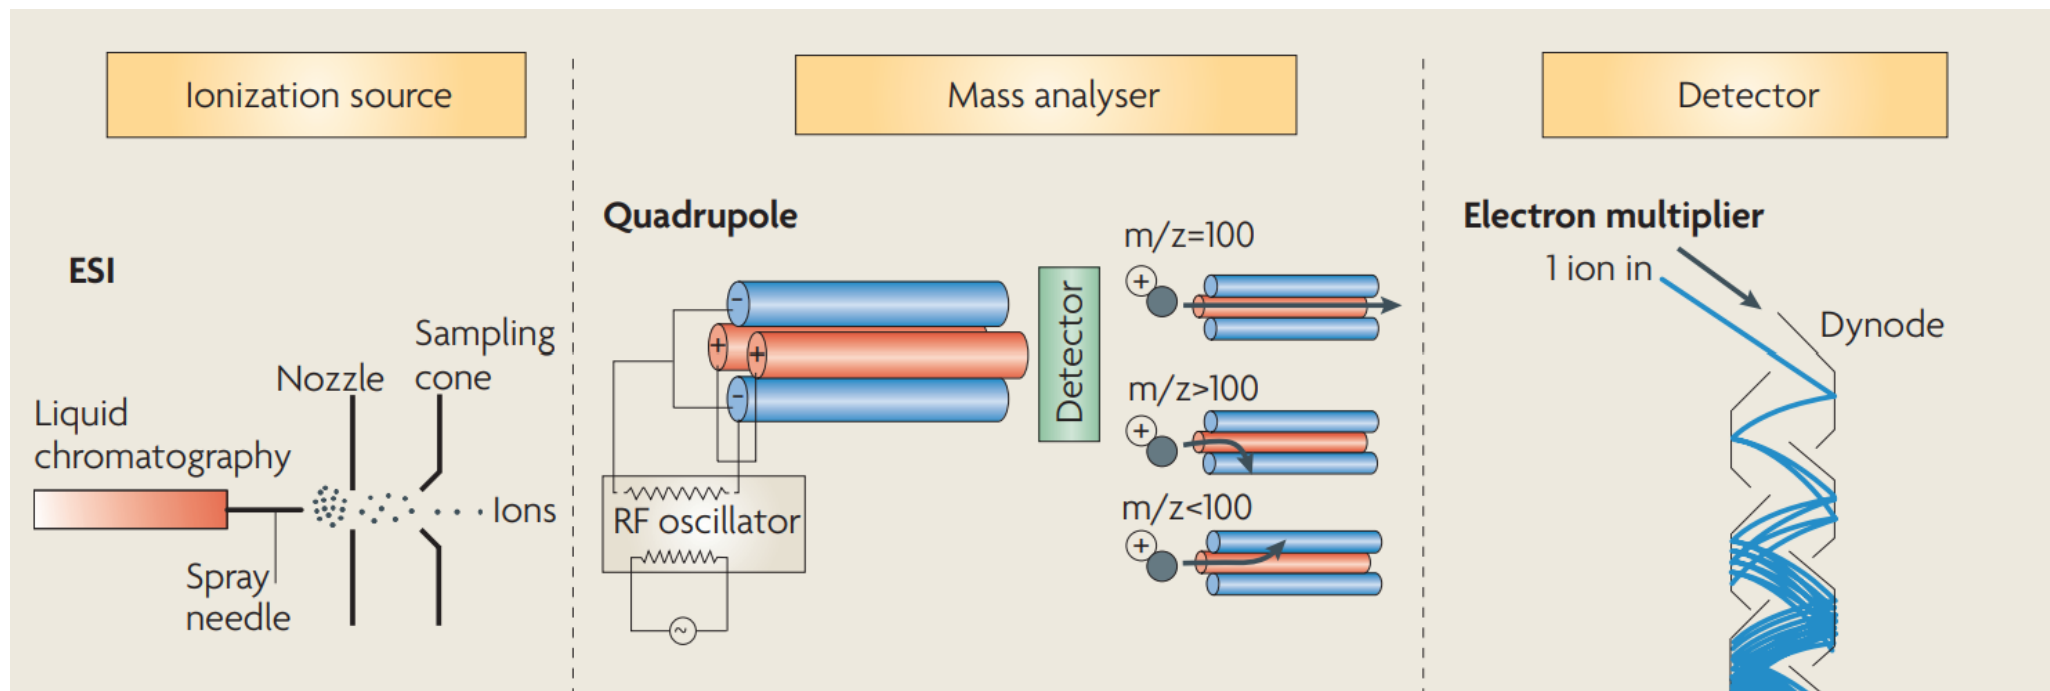 Ionization source
Mass analyser
Detector
ESI
Liquid
chromatography
Spray
needle
Nozzle
Sampling
cone
Ions
Quadrupole
-
+
+
-
RF oscillator
~
Detector
m/z=100
+
m/z>100
+
m/z<100
+
Electron multiplier
1 ion in
Dynode